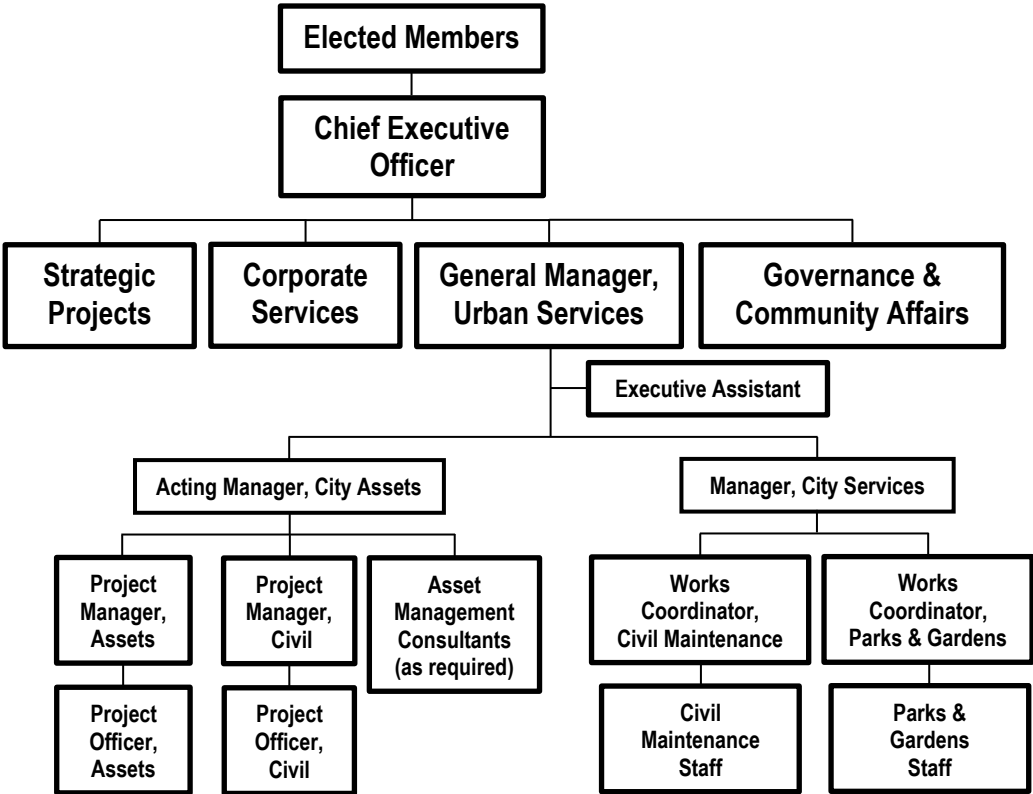 Elected Members
Chief Executive
Officer
Strategic
Projects
Corporate
Services
General Manager,
Urban Services
Governance &
Community Affairs
Executive Assistant
Acting Manager, City Assets
Manager, City Services
Project
Manager,
Assets
Project
Manager,
Civil
Asset
Management
Consultants
(as required)
Works
Coordinator,
Civil Maintenance
Works
Coordinator,
Parks & Gardens
Project
Officer,
Assets
Project
Officer,
Civil
Civil
Maintenance
Staff
Parks &
Gardens
Staff